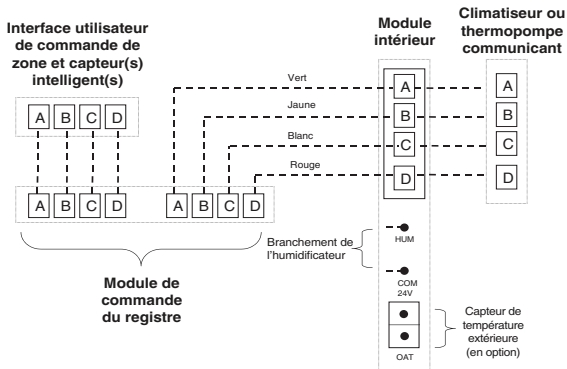 Interface utilisateur
de commande de
zone et capteur(s)
intelligent(s)
Module
intérieur
Climatiseur ou
thermopompe
communicant
Vert
Jaune
Blanc
Rouge
A B C D
A B C D
A B C D
A
B
C
D
A
B
C
D
Module de
commande
du registre
Branchement de
l'humidificateur
HUM
COM
24V
OAT
Capteur de
température
extérieure
(en option)